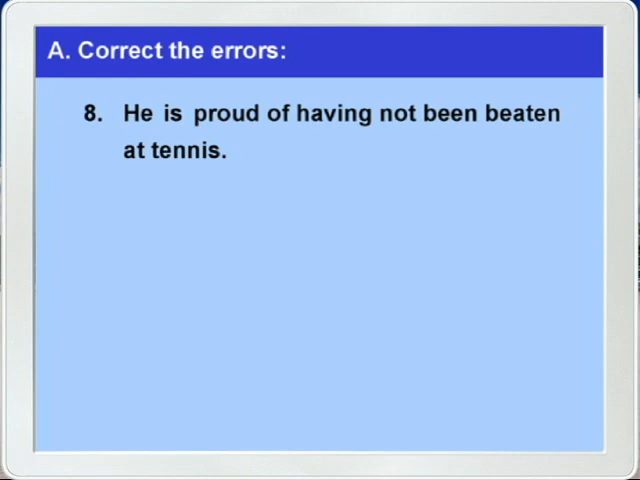 A. Correct the errors:
8. He is proud of having not been beaten
at tennis.